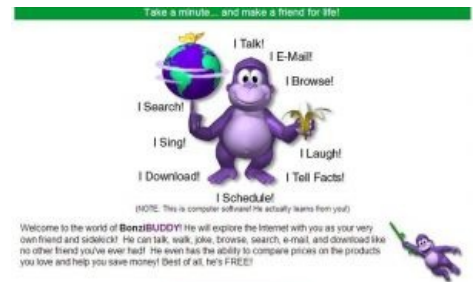 Take a minute... and make a friend for life!
I Talk!
I E-Mail!
I Browse!
I Search!
I Sing!
I Laugh!
I Download!
I Tell Facts!
I Schedule!
(NOTE: This is computer software! He actually learns from you!)
Welcome to the world of BonziBUDDY! He will explore the Internet with you as your very
own friend and sidekick! He can talk, walk, joke, browse, search, e-mail, and download like
no other friend you've ever had! He even has the ability to compare prices on the products
you love and help you save money! Best of all, he's FREE!